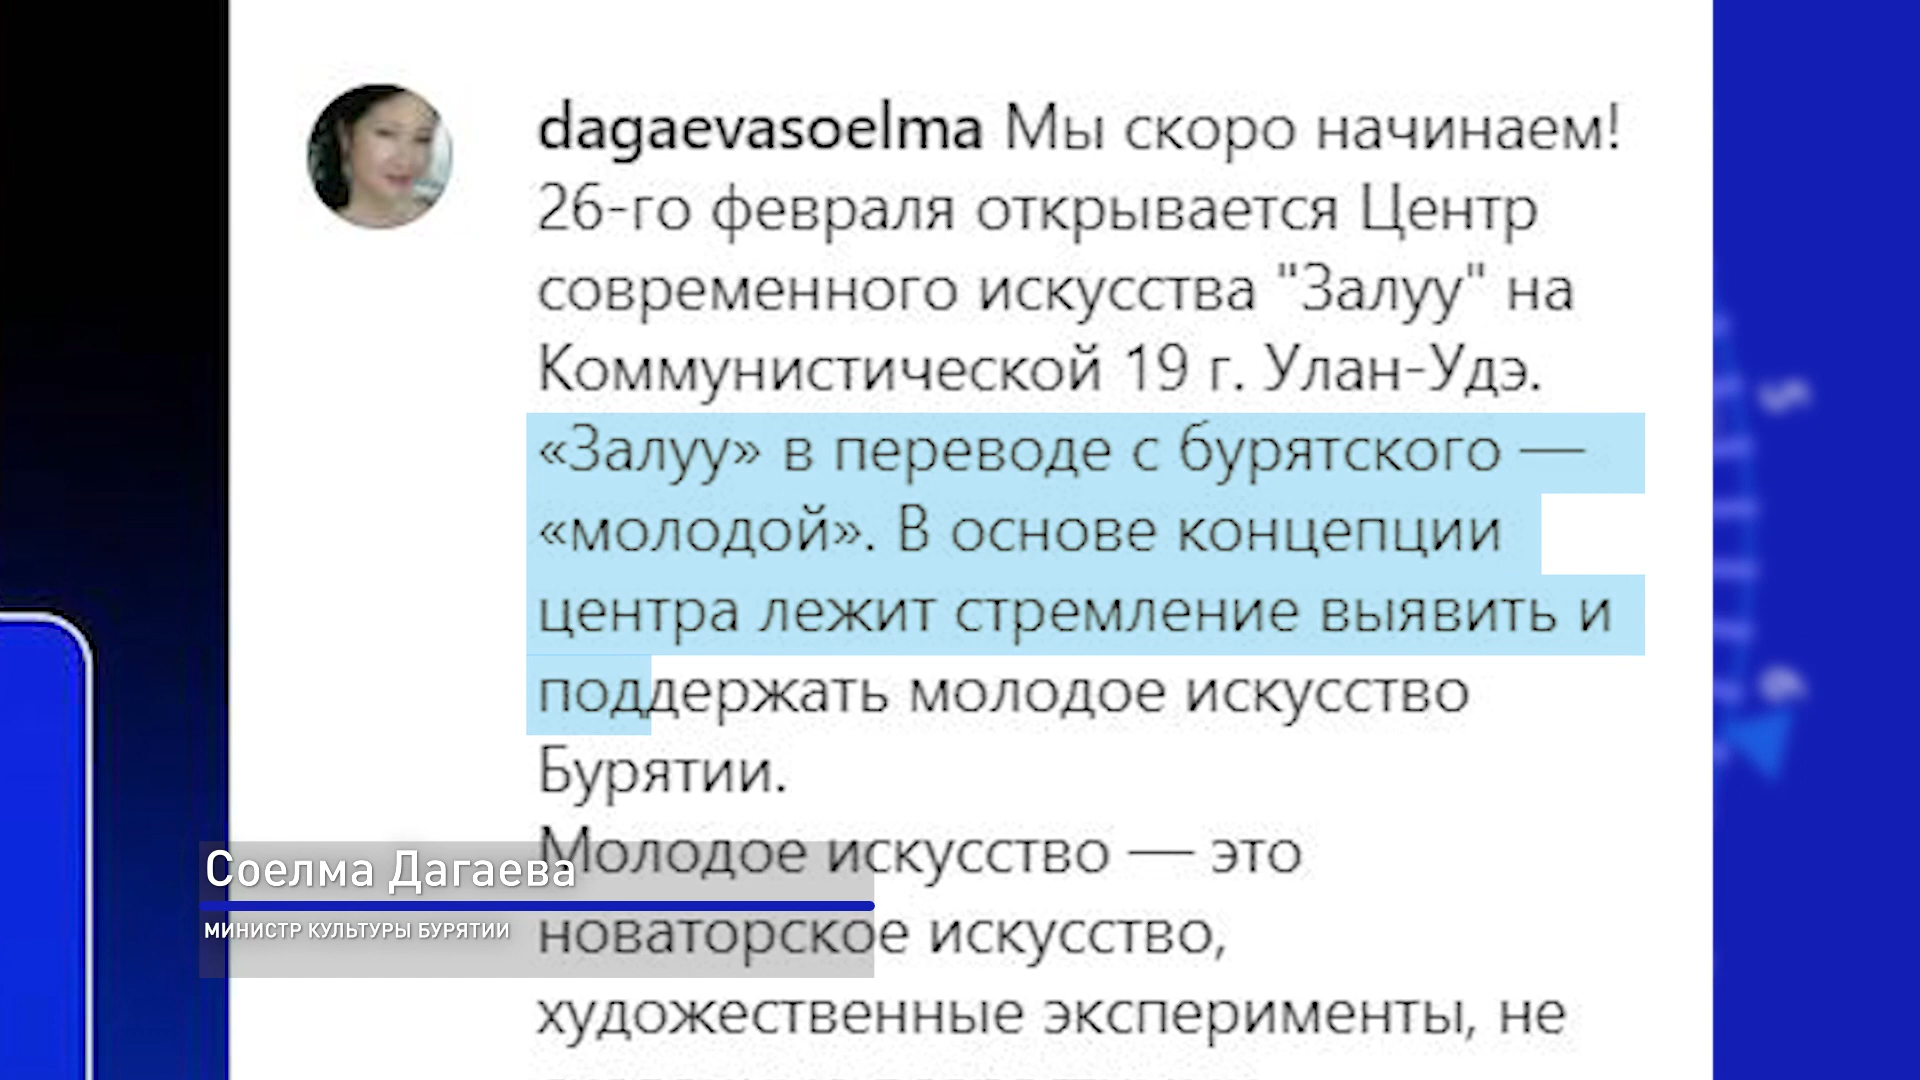 dagaevasoelma Мы скоро начинаем!
26-го февраля открывается Центр
современного искусства "Залуу" на
Коммунистической 19 г. Улан-Удэ.
«Залуу» в переводе с бурятского —
«молодой». В основе концепции
центра лежит стремление выявить и
поддержать молодое искусство
Бурятии.
Молодое искусство — это
новаторское искусство,
художественные эксперименты, не
Соелма Дагаева
МИНИСТР КУЛЬТУРЫ БУРЯТИИ
5
6